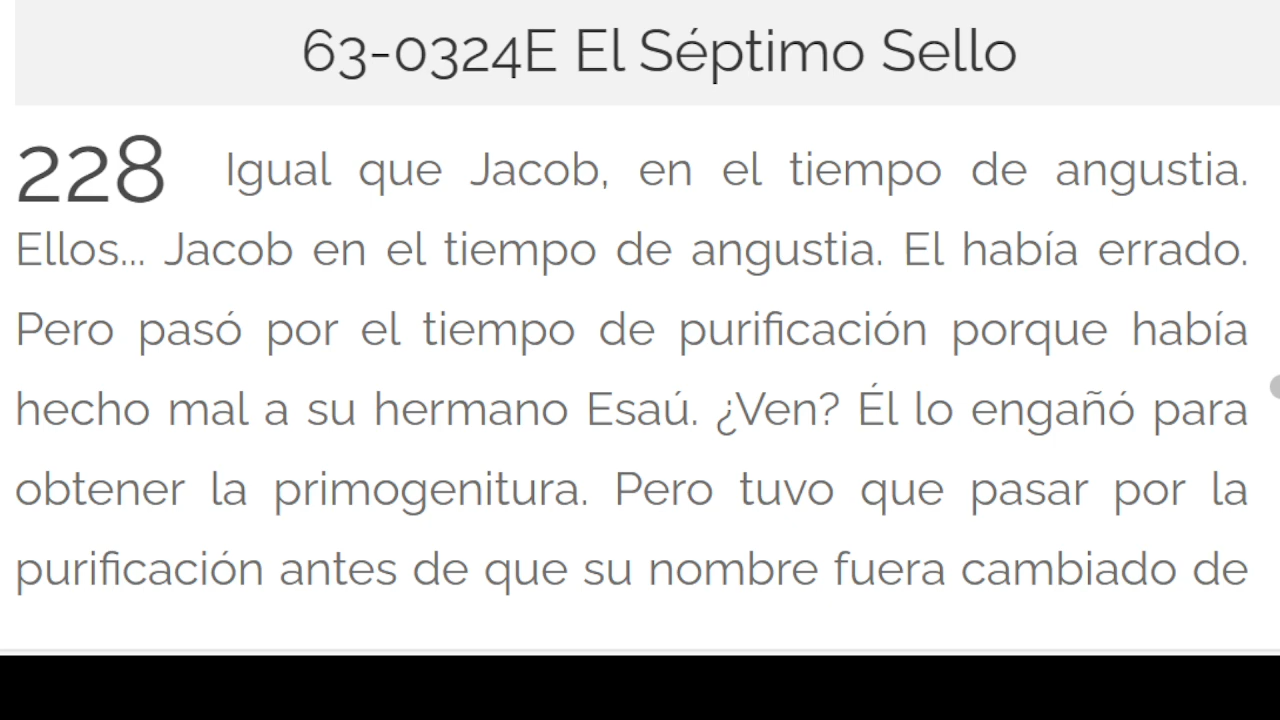 63-0324E El Séptimo Sello
228 Igual que Jacob, en el tiempo de angustia.
Ellos... Jacob en el tiempo de angustia. El había errado.
Pero pasó por el tiempo de purificación porque había
hecho mal a su hermano Esaú. ¿Ven? Él lo engañó para
obtener la primogenitura. Pero tuvo que pasar por la
purificación antes de que su nombre fuera cambiado de